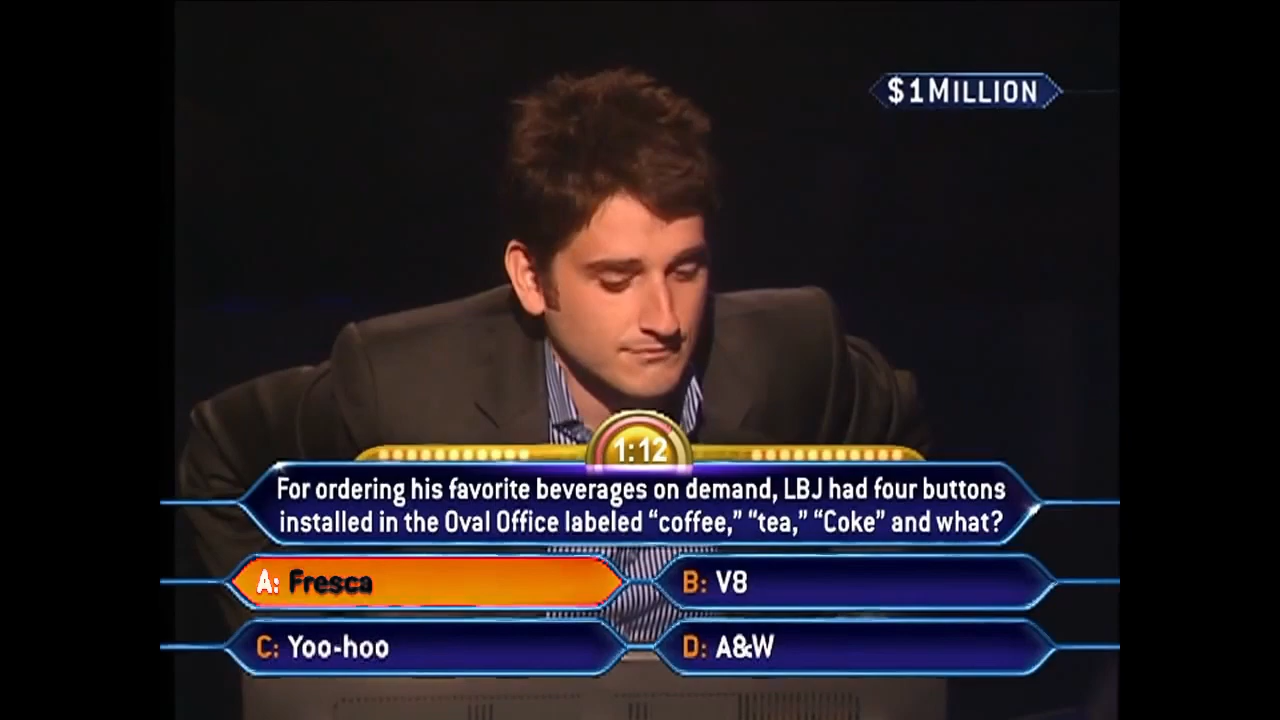 $1 MILLION
1:12
For ordering his favorite beverages on demand, LBJ had four buttons
installed in the Oval Office labeled “coffee,” “tea,” “Coke” and what?
A: Fresca
B: V8
C: Yoo-hoo
D: A&W